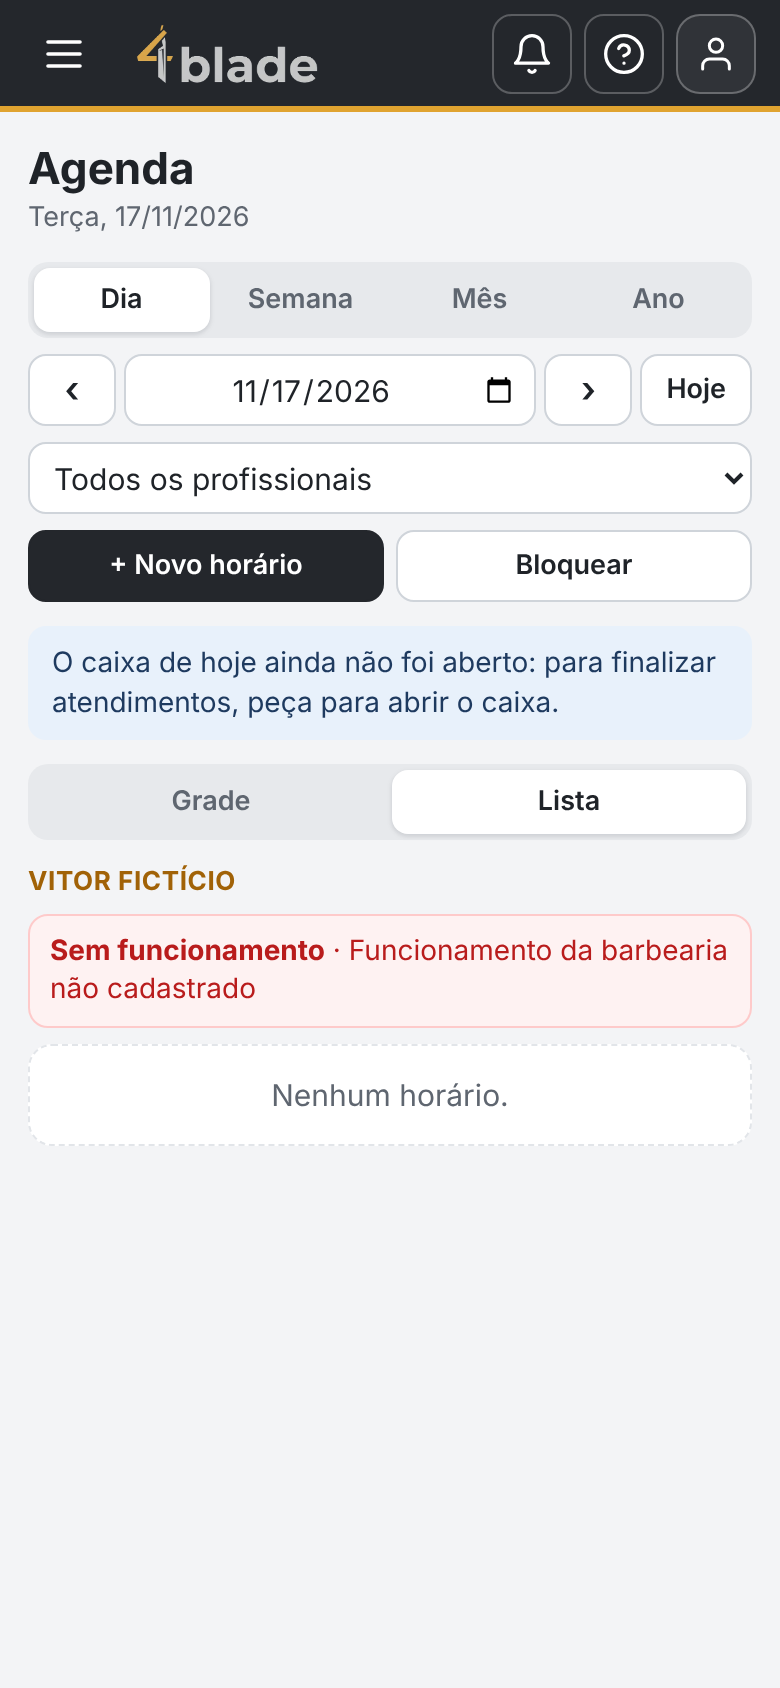 4blade
Agenda
Terça, 17/11/2026
Dia Semana Mês Ano
‹ 11/17/2026 › Hoje
Todos os profissionais
+ Novo horário Bloquear
O caixa de hoje ainda não foi aberto: para finalizar
atendimentos, peça para abrir o caixa.
Grade Lista
VITOR FICTÍCIO
Sem funcionamento · Funcionamento da barbearia
não cadastrado
Nenhum horário.